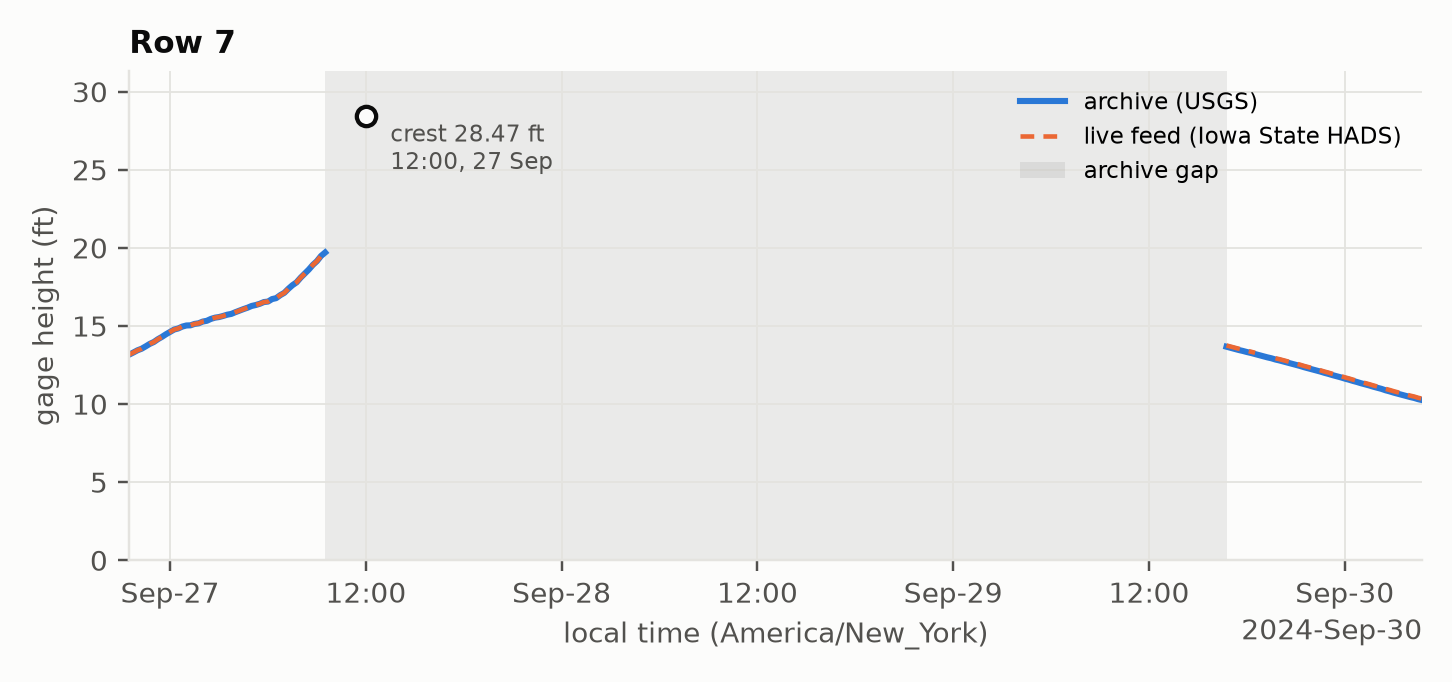 Row 7
30
25
20
15
10
5
0
gage height (ft)
crest 28.47 ft
12:00, 27 Sep
archive (USGS)
live feed (Iowa State HADS)
archive gap
Sep-27 12:00 Sep-28 12:00 Sep-29 12:00 Sep-30
local time (America/New_York)
2024-Sep-30